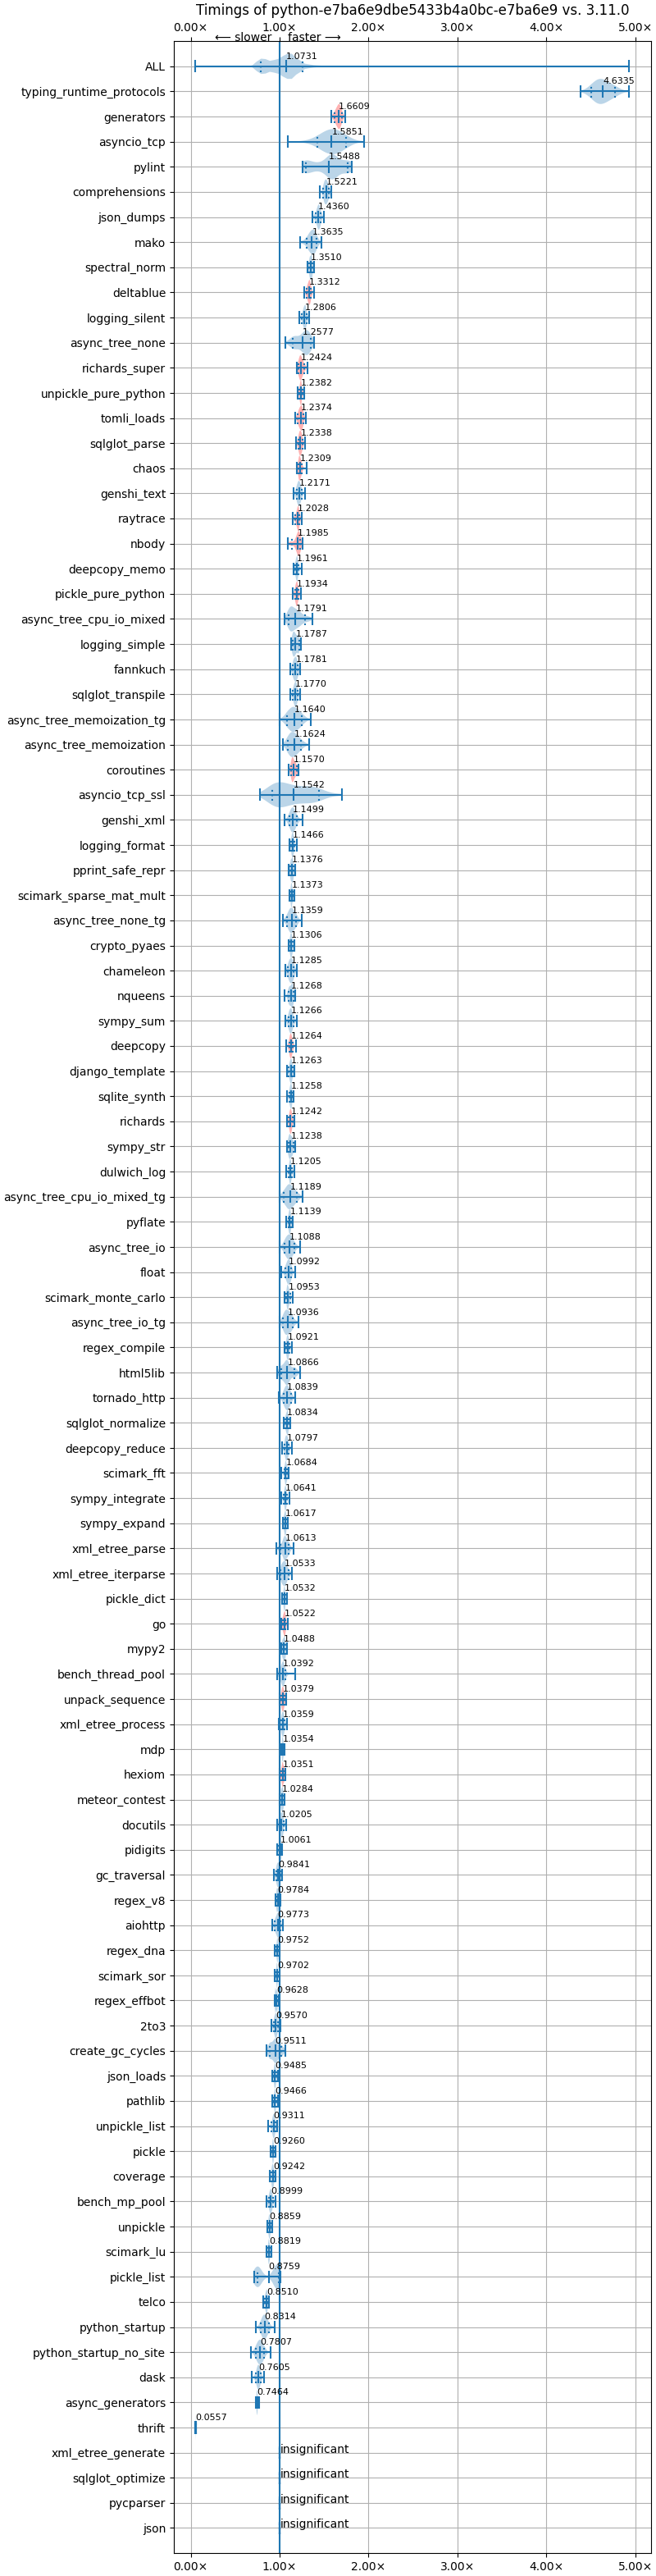 Timings of python-e7ba6e9dbe5433b4a0bc-e7ba6e9 vs. 3.11.0
0.00× 1.00× 2.00× 3.00× 4.00× 5.00×
⟵ slower faster ⟶
ALL 1.0731
typing_runtime_protocols 4.6335
generators 1.6609
asyncio_tcp 1.5851
pylint 1.5488
comprehensions 1.5221
json_dumps 1.4360
mako 1.3635
spectral_norm 1.3510
deltablue 1.3312
logging_silent 1.2806
async_tree_none 1.2577
richards_super 1.2424
unpickle_pure_python 1.2382
tomli_loads 1.2374
sqlglot_parse 1.2338
chaos 1.2309
genshi_text 1.2171
raytrace 1.2028
nbody 1.1985
deepcopy_memo 1.1961
pickle_pure_python 1.1934
async_tree_cpu_io_mixed 1.1791
logging_simple 1.1787
fannkuch 1.1781
sqlglot_transpile 1.1770
async_tree_memoization_tg 1.1640
async_tree_memoization 1.1624
coroutines 1.1570
asyncio_tcp_ssl 1.1542
genshi_xml 1.1499
logging_format 1.1466
pprint_safe_repr 1.1376
scimark_sparse_mat_mult 1.1373
async_tree_none_tg 1.1359
crypto_pyaes 1.1306
chameleon 1.1285
nqueens 1.1268
sympy_sum 1.1266
deepcopy 1.1264
django_template 1.1263
sqlite_synth 1.1258
richards 1.1242
sympy_str 1.1238
dulwich_log 1.1205
async_tree_cpu_io_mixed_tg 1.1189
pyflate 1.1139
async_tree_io 1.1088
float 1.0992
scimark_monte_carlo 1.0953
async_tree_io_tg 1.0936
regex_compile 1.0921
html5lib 1.0866
tornado_http 1.0839
sqlglot_normalize 1.0834
deepcopy_reduce 1.0797
scimark_fft 1.0684
sympy_integrate 1.0641
sympy_expand 1.0617
xml_etree_parse 1.0613
xml_etree_iterparse 1.0533
pickle_dict 1.0532
go 1.0522
mypy2 1.0488
bench_thread_pool 1.0392
unpack_sequence 1.0379
xml_etree_process 1.0359
mdp 1.0354
hexiom 1.0351
meteor_contest 1.0284
docutils 1.0205
pidigits 1.0061
gc_traversal 0.9841
regex_v8 0.9784
aiohttp 0.9773
regex_dna 0.9752
scimark_sor 0.9702
regex_effbot 0.9628
2to3 0.9570
create_gc_cycles 0.9511
json_loads 0.9485
pathlib 0.9466
unpickle_list 0.9311
pickle 0.9260
coverage 0.9242
bench_mp_pool 0.8999
unpickle 0.8859
scimark_lu 0.8819
pickle_list 0.8759
telco 0.8510
python_startup 0.8314
python_startup_no_site 0.7807
dask 0.7605
async_generators 0.7464
thrift 0.0557
xml_etree_generate insignificant
sqlglot_optimize insignificant
pycparser insignificant
json insignificant
0.00× 1.00× 2.00× 3.00× 4.00× 5.00×